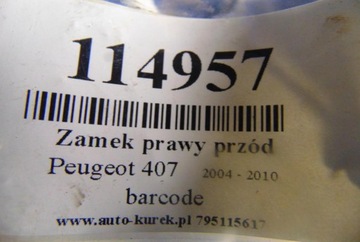 114957
Zamek prawy przód
Peugeot 407 2004 - 2010
barcode
www.auto-kurek.pl 795115617